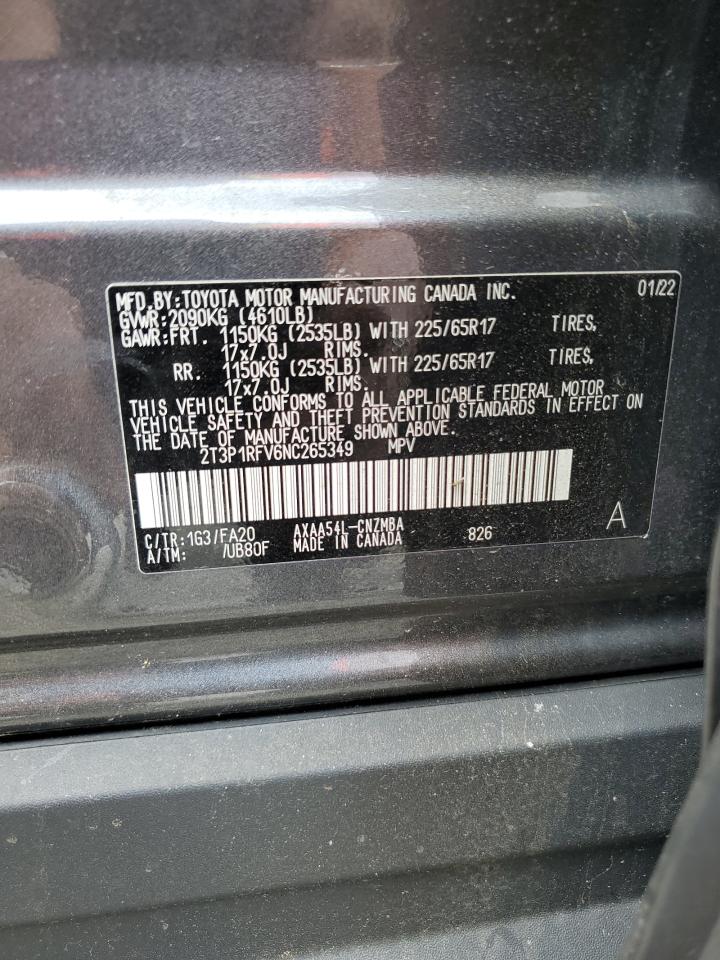 MFD.BY:TOYOTA MOTOR MANUFACTURING CANADA INC. 01/22
GVWR:2090KG (4610LB)
GAWR:FRT. 1150KG (2535LB) WITH 225/65R17 TIRES,
17x7.0J RIMS.
RR. 1150KG (2535LB) WITH 225/65R17 TIRES,
17x7.0J RIMS.
THIS VEHICLE CONFORMS TO ALL APPLICABLE FEDERAL MOTOR
VEHICLE SAFETY AND THEFT PREVENTION STANDARDS IN EFFECT ON
THE DATE OF MANUFACTURE SHOWN ABOVE.
2T3P1RFV6NC265349 MPV
C/TR:1G3/FA20 AXAA54L-CNZMBA 826 A
A/TM: /UB80F MADE IN CANADA